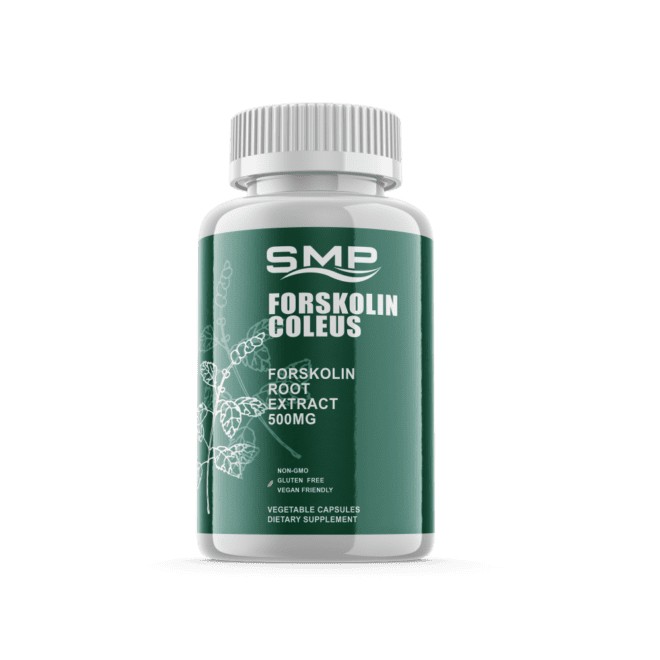 SMP
FORSKOLIN
COLEUS
FORSKOLIN
ROOT
EXTRACT
500MG
NON-GMO
GLUTEN FREE
VEGAN FRIENDLY
VEGETABLE CAPSULES
DIETARY SUPPLEMENT